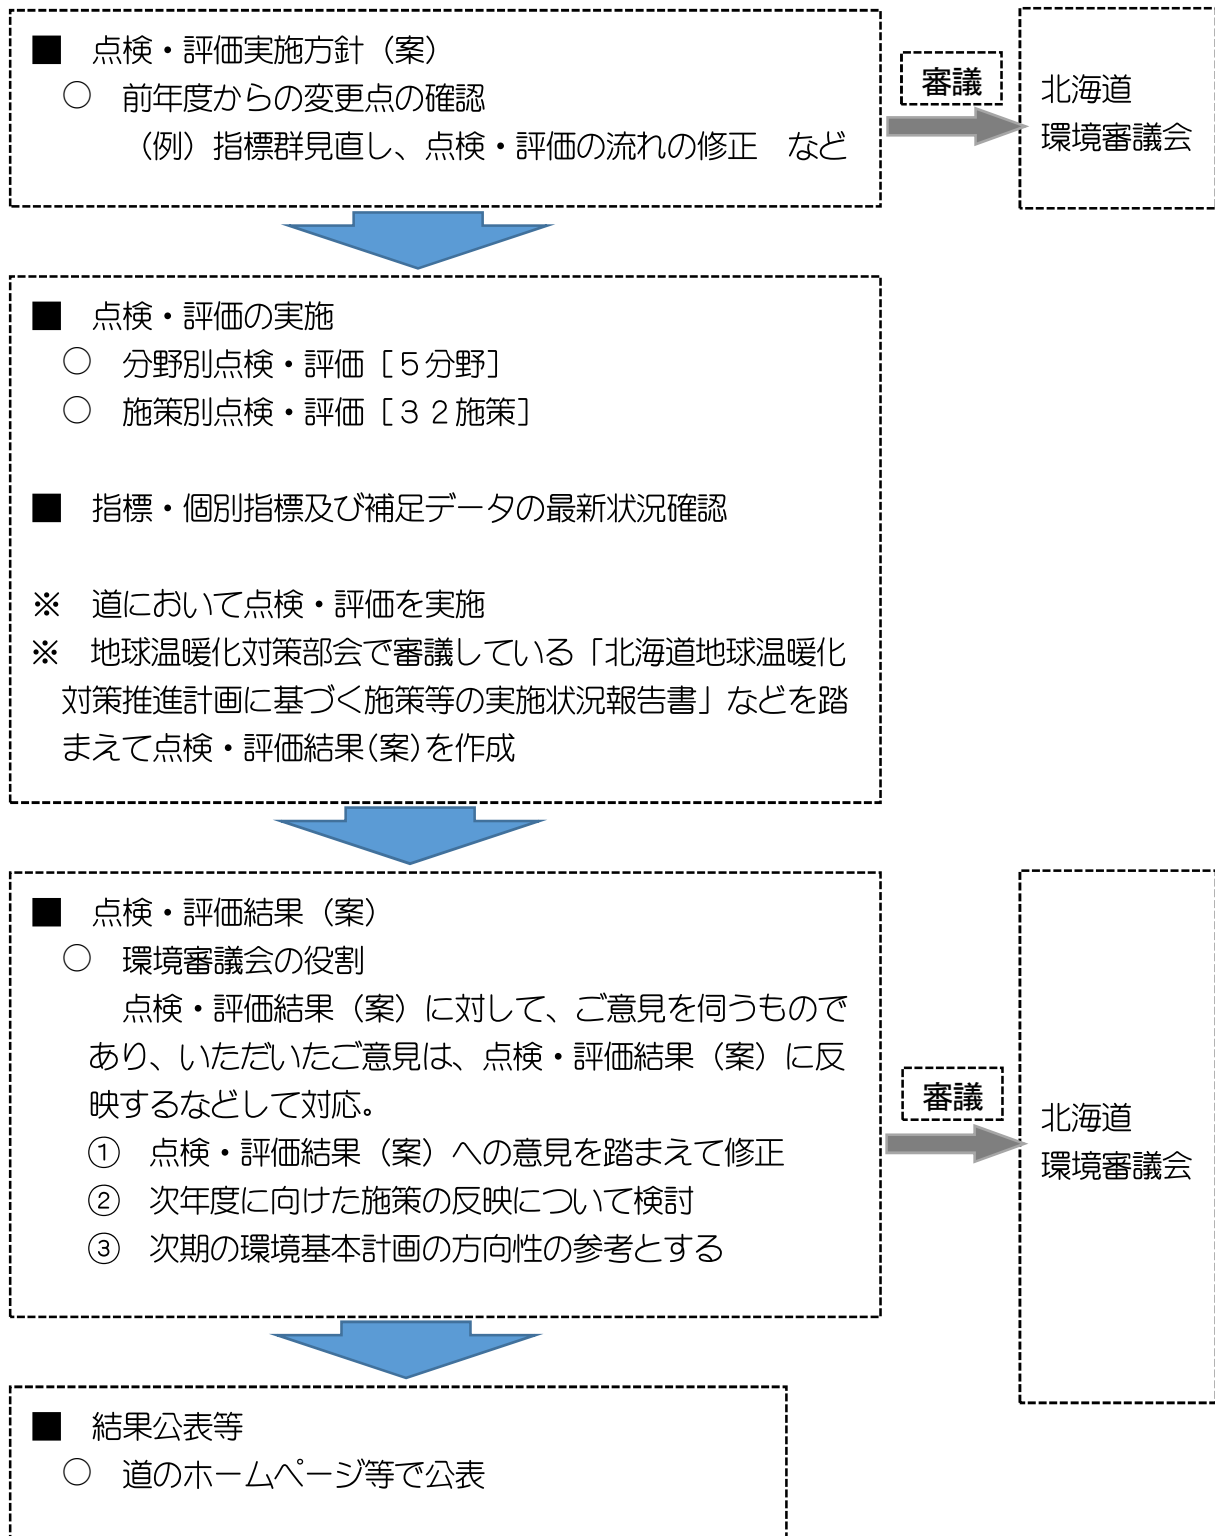 ■　点検・評価実施方針（案）
○　前年度からの変更点の確認
（例）指標群見直し、点検・評価の流れの修正　など
審議
北海道
環境審議会
■　点検・評価の実施
○　分野別点検・評価［５分野］
○　施策別点検・評価［３２施策］
■　指標・個別指標及び補足データの最新状況確認
※　道において点検・評価を実施
※　地球温暖化対策部会で審議している「北海道地球温暖化
対策推進計画に基づく施策等の実施状況報告書」などを踏
まえて点検・評価結果(案)を作成
■　点検・評価結果（案）
○　環境審議会の役割
点検・評価結果（案）に対して、ご意見を伺うもので
あり、いただいたご意見は、点検・評価結果（案）に反
映するなどして対応。
①　点検・評価結果（案）への意見を踏まえて修正
②　次年度に向けた施策の反映について検討
③　次期の環境基本計画の方向性の参考とする
審議
北海道
環境審議会
■　結果公表等
○　道のホームページ等で公表